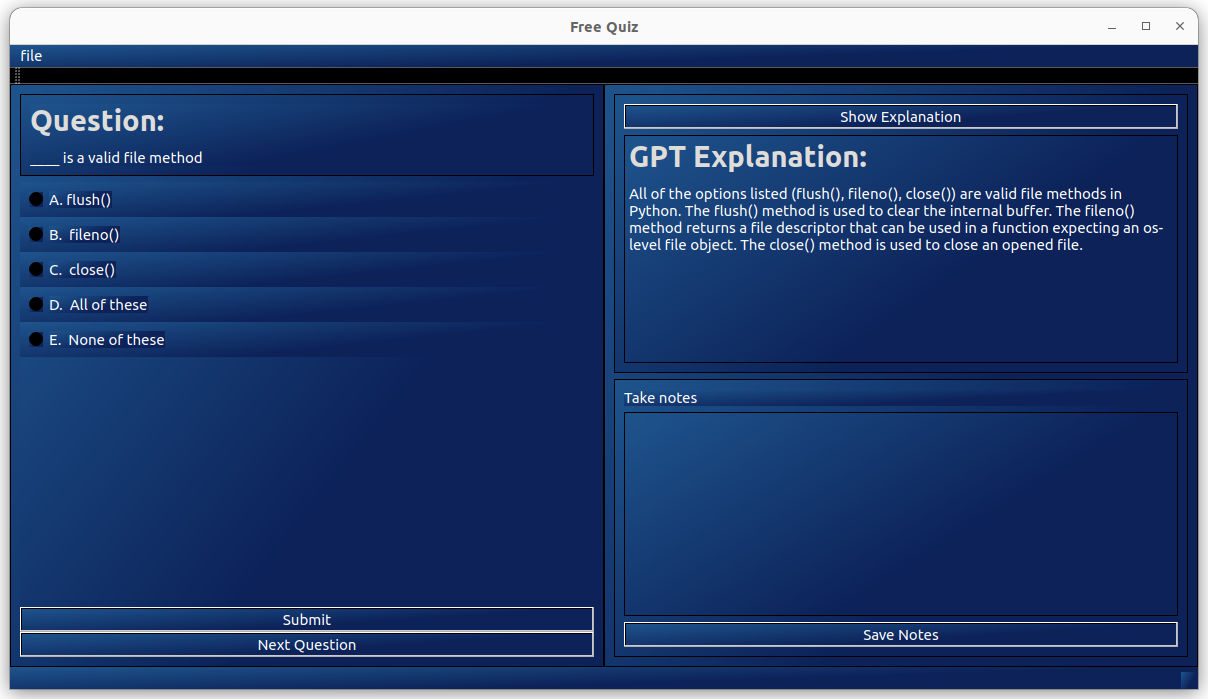 Free Quiz
file
Question:
____ is a valid file method
A. flush()
B.  fileno()
C.  close()
D.  All of these
E.  None of these
Submit
Next Question
Show Explanation
GPT Explanation:
All of the options listed (flush(), fileno(), close()) are valid file methods in
Python. The flush() method is used to clear the internal buffer. The fileno()
method returns a file descriptor that can be used in a function expecting an os-
level file object. The close() method is used to close an opened file.
Take notes
Save Notes